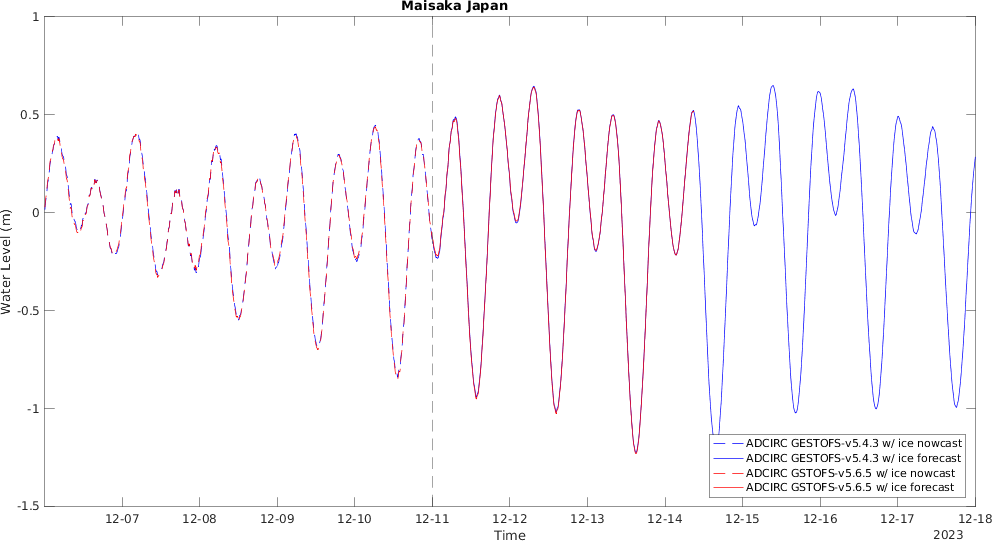 Maisaka Japan
1
0.5
0
-0.5
-1
-1.5
Water Level (m)
12-07 12-08 12-09 12-10 12-11 12-12 12-13 12-14 12-15 12-16 12-17 12-18
Time
2023
ADCIRC GESTOFS-v5.4.3 w/ ice nowcast
ADCIRC GESTOFS-v5.4.3 w/ ice forecast
ADCIRC GSTOFS-v5.6.5 w/ ice nowcast
ADCIRC GSTOFS-v5.6.5 w/ ice forecast